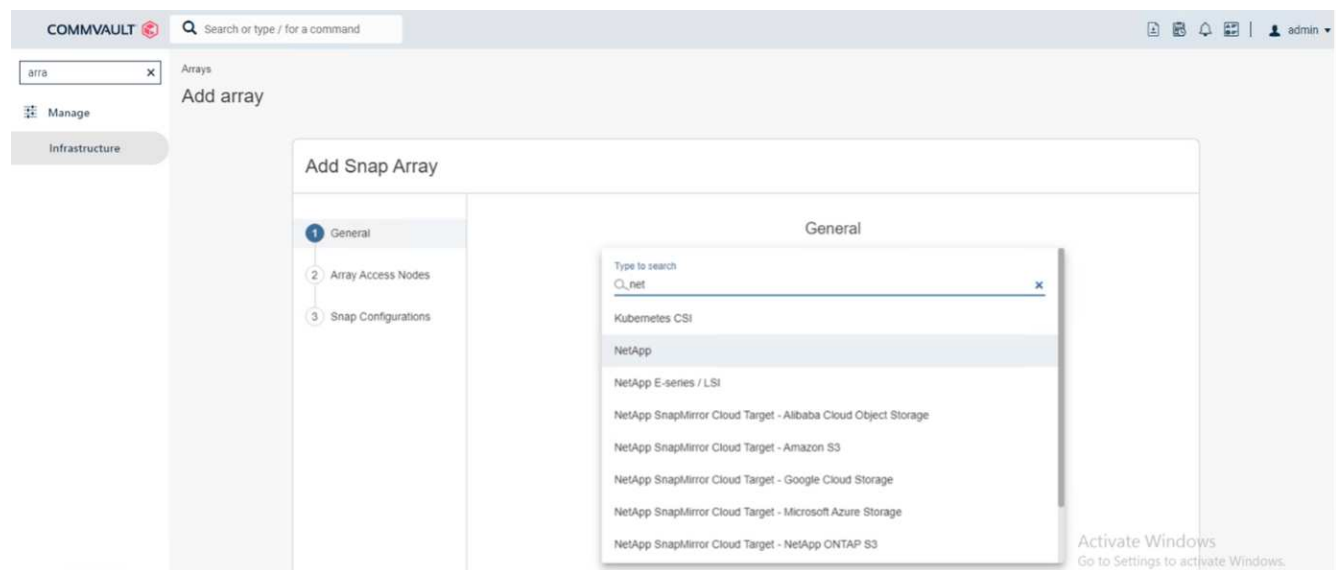 COMMVAULT
Search or type / for a command
admin
arra
Manage
Infrastructure
Arrays
Add array
Add Snap Array
1 General
2 Array Access Nodes
3 Snap Configurations
General
Type to search
net
Kubernetes CSI
NetApp
NetApp E-series / LSI
NetApp SnapMirror Cloud Target - Alibaba Cloud Object Storage
NetApp SnapMirror Cloud Target - Amazon S3
NetApp SnapMirror Cloud Target - Google Cloud Storage
NetApp SnapMirror Cloud Target - Microsoft Azure Storage
NetApp SnapMirror Cloud Target - NetApp ONTAP S3
Activate Windows
Go to Settings to activate Windows.